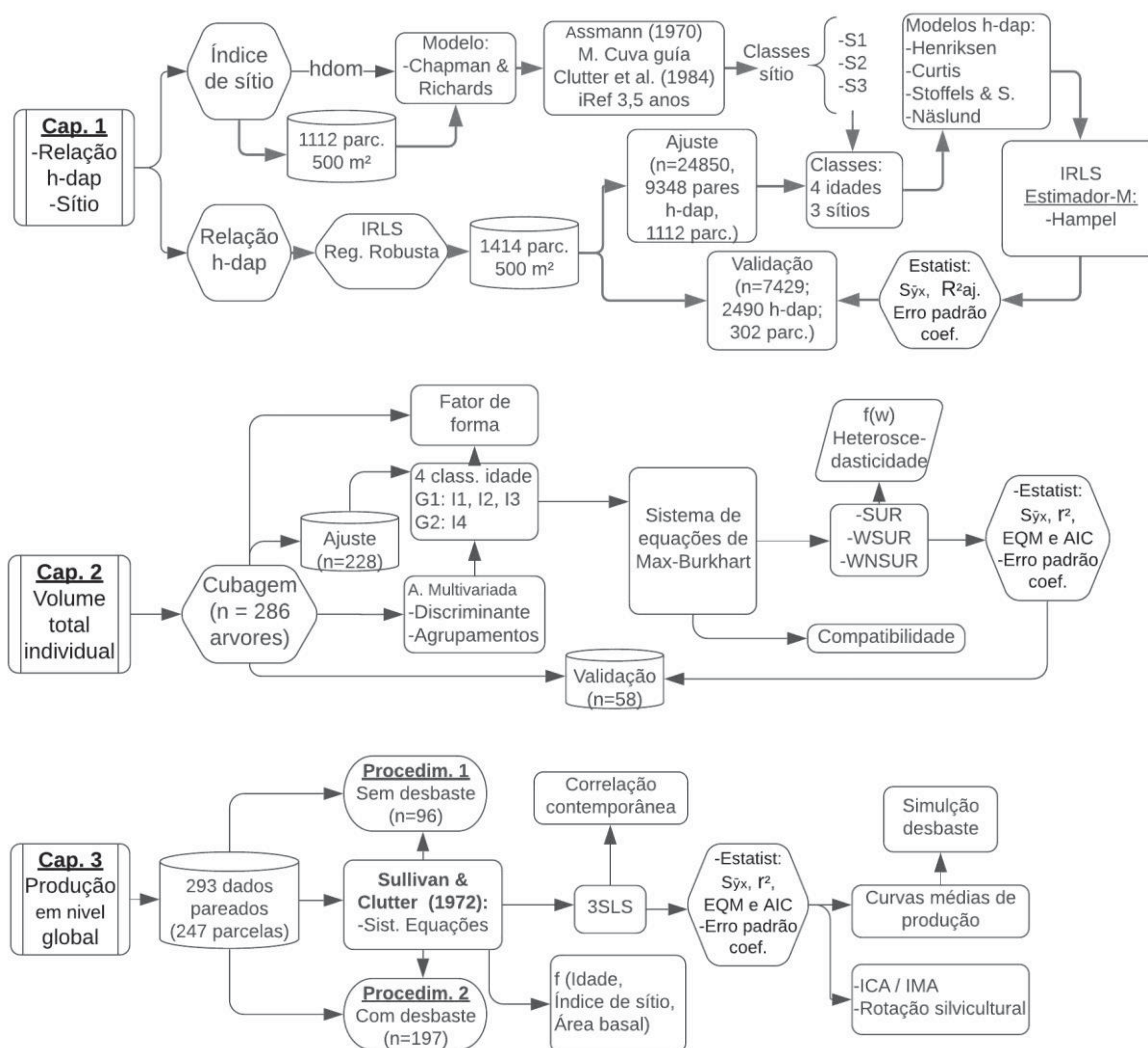 Cap. 1
-Relação
h-dap
-Sítio
Índice
de sítio
hdom
1112 parc.
500 m²
Modelo:
-Chapman &
Richards
Assmann (1970)
M. Cuva guía
Clutter et al. (1984)
iRef 3,5 anos
Classes
sítio
-S1
-S2
-S3
Modelos h-dap:
-Henriksen
-Curtis
-Stoffels & S.
-Näslund
Relação
h-dap
IRLS
Reg. Robusta
1414 parc.
500 m²
Ajuste
(n=24850,
9348 pares
h-dap,
1112 parc.)
Classes:
4 idades
3 sítios
IRLS
Estimador-M:
-Hampel
Validação
(n=7429;
2490 h-dap;
302 parc.)
Estatist:
Sȳx, R²aj.
Erro padrão
coef.
Cap. 2
Volume
total
individual
Cubagem
(n = 286
arvores)
Fator de
forma
Ajuste
(n=228)
4 class. idade
G1: I1, I2, I3
G2: I4
A. Multivariada
-Discriminante
-Agrupamentos
Sistema de
equações de
Max-Burkhart
f(w)
Heterosce-
dasticidade
-SUR
-WSUR
-WNSUR
-Estatist:
Sȳx, r²,
EQM e AIC
-Erro padrão
coef.
Compatibilidade
Validação
(n=58)
Cap. 3
Produção
em nivel
global
293 dados
pareados
(247 parcelas)
Procedim. 1
Sem desbaste
(n=96)
Sullivan &
Clutter (1972):
-Sist. Equações
Procedim. 2
Com desbaste
(n=197)
Correlação
contemporânea
3SLS
f (Idade,
Índice de sítio,
Área basal)
-Estatist:
Sȳx, r²,
EQM e AIC
-Erro padrão
coef.
Simulção
desbaste
Curvas médias de
produção
-ICA / IMA
-Rotação silvicultural